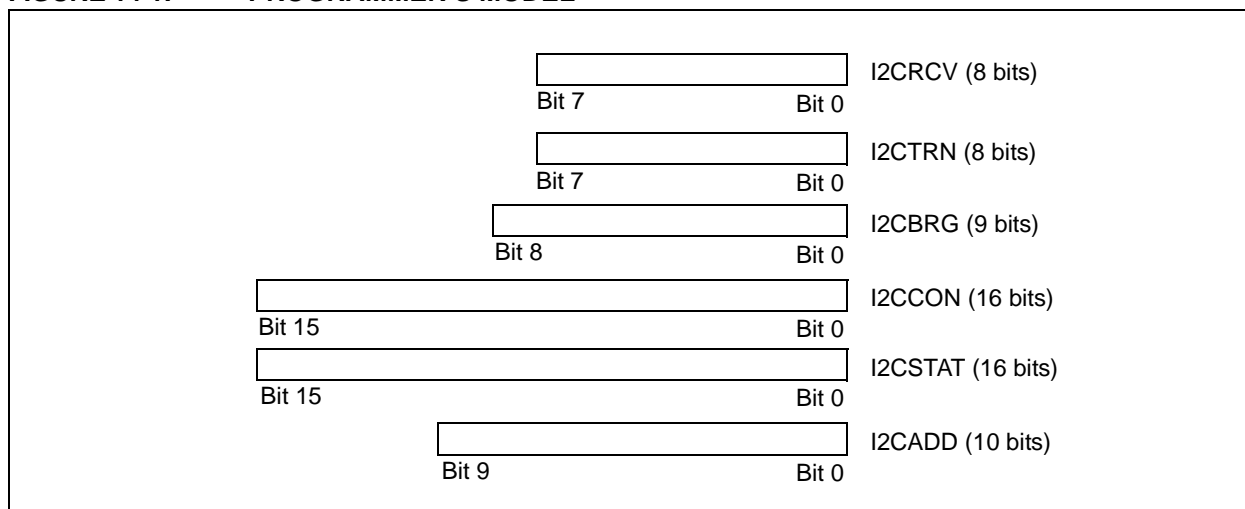 I2CRCV (8 bits)
Bit 7 Bit 0
I2CTRN (8 bits)
Bit 7 Bit 0
I2CBRG (9 bits)
Bit 8 Bit 0
I2CCON (16 bits)
Bit 15 Bit 0
I2CSTAT (16 bits)
Bit 15 Bit 0
I2CADD (10 bits)
Bit 9 Bit 0